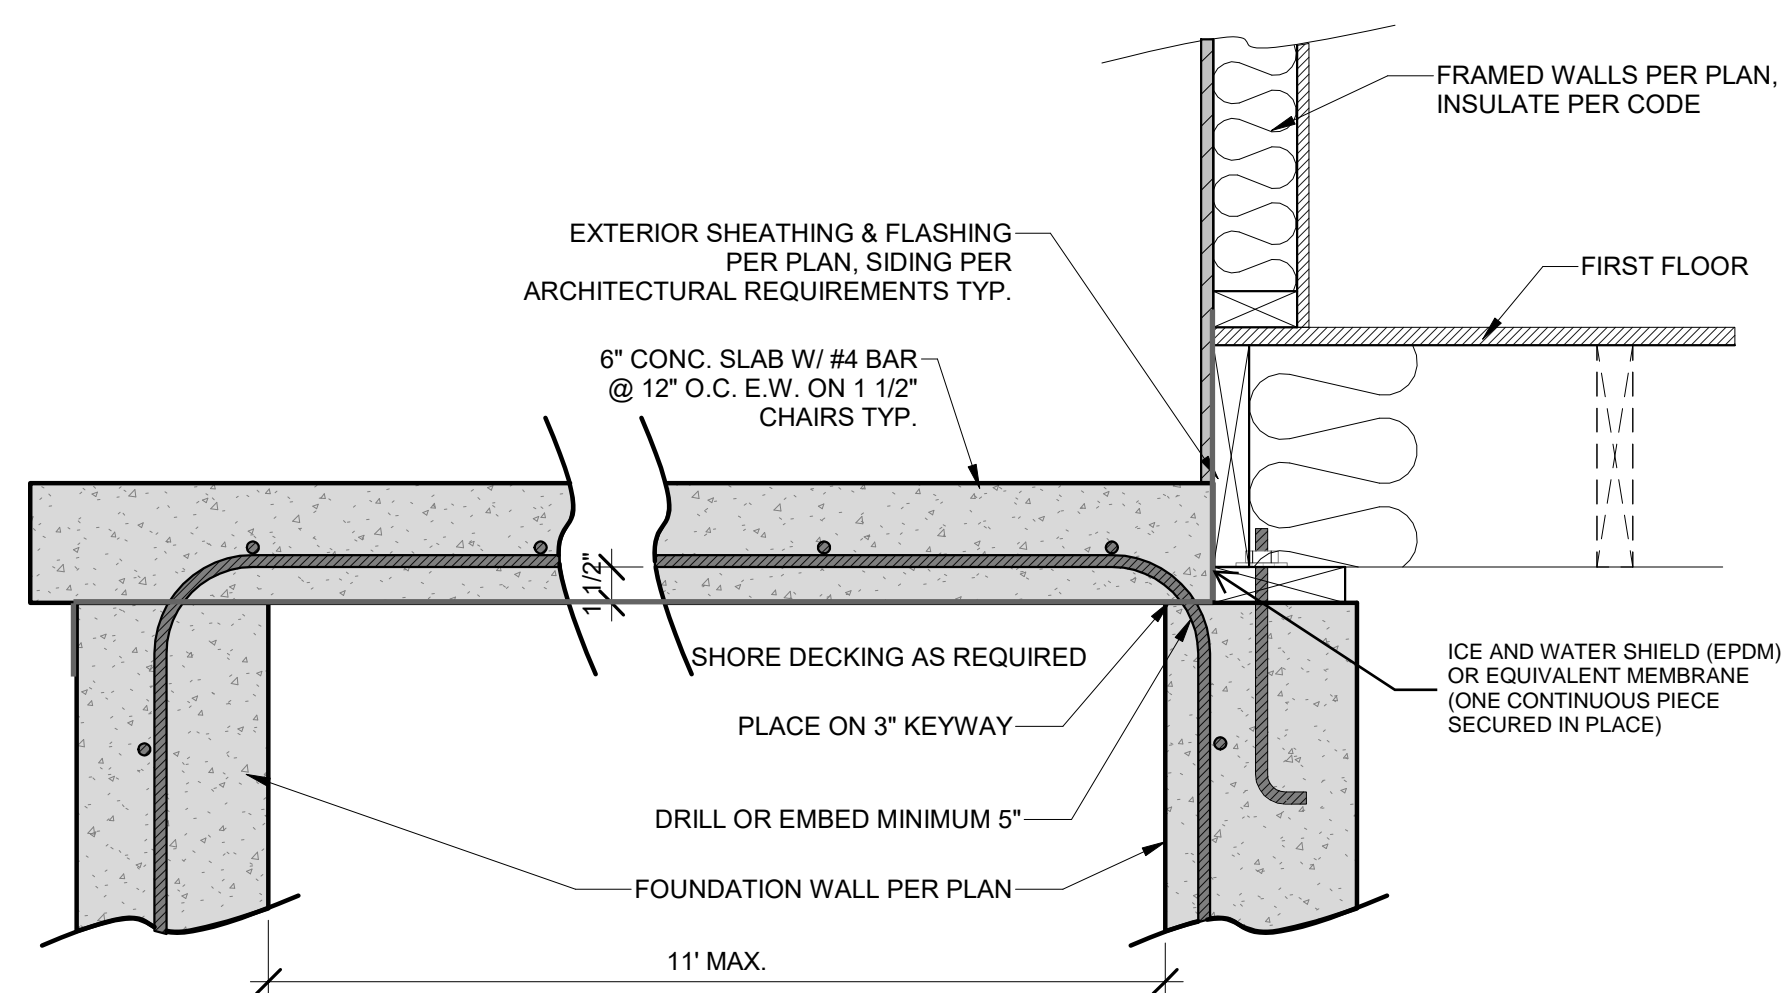 FRAMED WALLS PER PLAN,
INSULATE PER CODE
EXTERIOR SHEATHING & FLASHING
PER PLAN, SIDING PER
ARCHITECTURAL REQUIREMENTS TYP.
FIRST FLOOR
6" CONC. SLAB W/ #4 BAR
@ 12" O.C. E.W. ON 1 1/2"
CHAIRS TYP.
1 1/2"
SHORE DECKING AS REQUIRED
ICE AND WATER SHIELD (EPDM)
OR EQUIVALENT MEMBRANE
(ONE CONTINUOUS PIECE
SECURED IN PLACE)
PLACE ON 3" KEYWAY
DRILL OR EMBED MINIMUM 5"
FOUNDATION WALL PER PLAN
11' MAX.